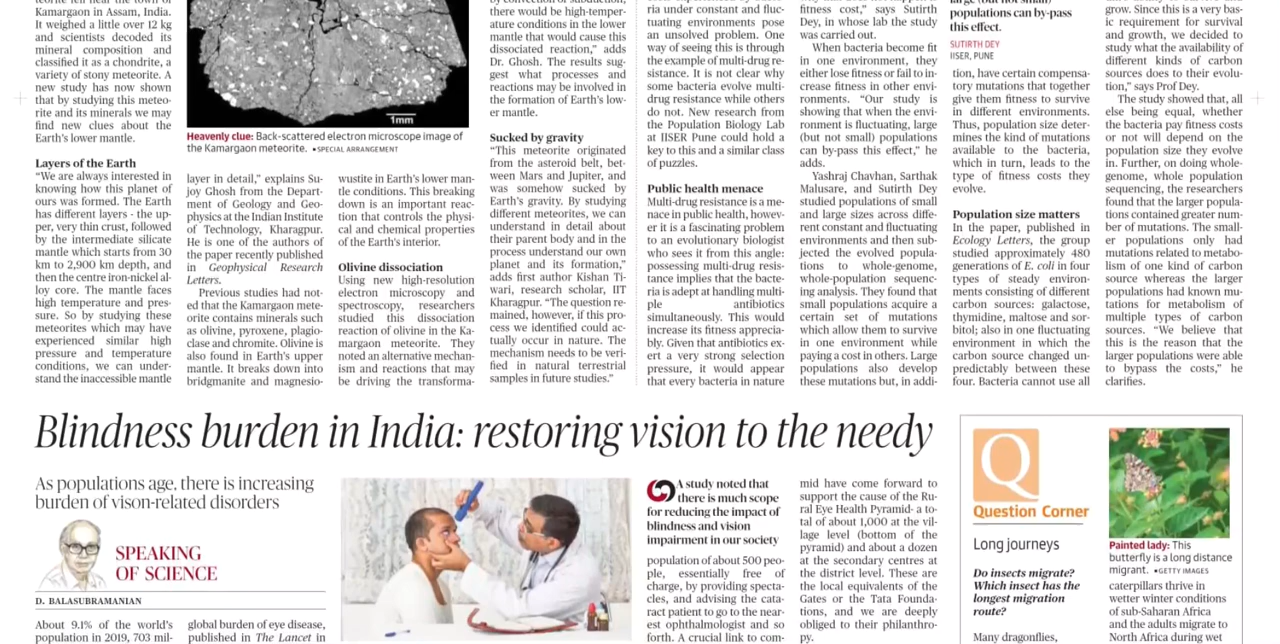 teorite fell near the town of
Kamargaon in Assam, India.
It weighed a little over 12 kg
and scientists decoded its
mineral composition and
classified it as a chondrite, a
variety of stony meteorite. A
new study has now shown
that by studying this meteo-
rite and its minerals we may
find new clues about the
Earth's lower mantle.
Layers of the Earth
“We are always interested in
knowing how this planet of
ours was formed. The Earth
has different layers - the up-
per, very thin crust, followed
by the intermediate silicate
mantle which starts from 30
km to 2,900 km depth, and
then the centre iron-nickel al-
loy core. The mantle faces
high temperature and pres-
sure. So by studying these
meteorites which may have
experienced similar high
pressure and temperature
conditions, we can under-
stand the inaccessible mantle
1mm
Heavenly clue: Back-scattered electron microscope image of
the Kamargaon meteorite. •SPECIAL ARRANGEMENT
layer in detail,” explains Su-
joy Ghosh from the Depart-
ment of Geology and Geo-
physics at the Indian Institute
of Technology, Kharagpur.
He is one of the authors of
the paper recently published
in Geophysical Research
Letters.
Previous studies had not-
ed that the Kamargaon mete-
orite contains minerals such
as olivine, pyroxene, plagio-
clase and chromite. Olivine is
also found in Earth's upper
mantle. It breaks down into
bridgmanite and magnesio-
wustite in Earth's lower man-
tle conditions. This breaking
down is an important reac-
tion that controls the physi-
cal and chemical properties
of the Earth's interior.
Olivine dissociation
Using new high-resolution
electron microscopy and
spectroscopy, researchers
studied this dissociation
reaction of olivine in the Ka-
margaon meteorite. They
noted an alternative mechan-
ism and reactions that may
be driving the transforma-
there would be high-temper-
ature conditions in the lower
mantle that would cause this
dissociated reaction,” adds
Dr. Ghosh. The results sug-
gest what processes and
reactions may be involved in
the formation of Earth's low-
er mantle.
Sucked by gravity
“This meteorite originated
from the asteroid belt, bet-
ween Mars and Jupiter, and
was somehow sucked by
Earth's gravity. By studying
different meteorites, we can
understand in detail about
their parent body and in the
process understand our own
planet and its formation,”
adds first author Kishan Ti-
wari, research scholar, IIT
Kharagpur. “The question re-
mained, however, if this pro-
cess we identified could ac-
tually occur in nature. The
mechanism needs to be veri-
fied in natural terrestrial
samples in future studies.”
ria under constant and fluc-
tuating environments pose
an unsolved problem. One
way of seeing this is through
the example of multi-drug re-
sistance. It is not clear why
some bacteria evolve multi-
drug resistance while others
do not. New research from
the Population Biology Lab
at IISER Pune could hold a
key to this and a similar class
of puzzles.
Public health menace
Multi-drug resistance is a me-
nace in public health, howev-
er it is a fascinating problem
to an evolutionary biologist
who sees it from this angle:
possessing multi-drug resis-
tance implies that the bacte-
ria is adept at handling multi-
ple antibiotics
simultaneously. This would
increase its fitness apprecia-
bly. Given that antibiotics ex-
ert a very strong selection
pressure, it would appear
that every bacteria in nature
fitness cost,” says Sutirth
Dey, in whose lab the study
was carried out.
When bacteria become fit
in one environment, they
either lose fitness or fail to in-
crease fitness in other envi-
ronments. “Our study is
showing that when the envi-
ronment is fluctuating, large
(but not small) populations
can by-pass this effect,” he
adds.
Yashraj Chavhan, Sarthak
Malusare, and Sutirth Dey
studied populations of small
and large sizes across diffe-
rent constant and fluctuating
environments and then sub-
jected the evolved popula-
tions to whole-genome,
whole-population sequenc-
ing analysis. They found that
small populations acquire a
certain set of mutations
which allow them to survive
in one environment while
paying a cost in others. Large
populations also develop
these mutations but, in addi-
large (but not small)
populations can by-pass
this effect.
SUTIRTH DEY
IISER, PUNE
tion, have certain compensa-
tory mutations that together
give them fitness to survive
in different environments.
Thus, population size deter-
mines the kind of mutations
available to the bacteria,
which in turn, leads to the
type of fitness costs they
evolve.
Population size matters
In the paper, published in
Ecology Letters, the group
studied approximately 480
generations of E. coli in four
types of steady environ-
ments consisting of different
carbon sources: galactose,
thymidine, maltose and sor-
bitol; also in one fluctuating
environment in which the
carbon source changed un-
predictably between these
four. Bacteria cannot use all
grow. Since this is a very bas-
ic requirement for survival
and growth, we decided to
study what the availability of
different kinds of carbon
sources does to their evolu-
tion,” says Prof Dey.
The study showed that, all
else being equal, whether
the bacteria pay fitness costs
or not will depend on the
population size they evolve
in. Further, on doing whole-
genome, whole population
sequencing, the researchers
found that the larger popula-
tions contained greater num-
ber of mutations. The small-
er populations only had
mutations related to metabo-
lism of one kind of carbon
source whereas the larger
populations had known mu-
tations for metabolism of
multiple types of carbon
sources. “We believe that
this is the reason that the
larger populations were able
to bypass the costs,” he
clarifies.
Blindness burden in India: restoring vision to the needy
As populations age, there is increasing
burden of vison-related disorders
SPEAKING
OF SCIENCE
D. BALASUBRAMANIAN
About 9.1% of the world's
population in 2019, 703 mil-
global burden of eye disease,
published in The Lancet in
A study noted that
there is much scope
for reducing the impact of
blindness and vision
impairment in our society
population of about 500 peo-
ple, essentially free of
charge, by providing specta-
cles, and advising the cata-
ract patient to go to the near-
est ophthalmologist and so
forth. A crucial link to com-
mid have come forward to
support the cause of the Ru-
ral Eye Health Pyramid- a to-
tal of about 1,000 at the vil-
lage level (bottom of the
pyramid) and about a dozen
at the secondary centres at
the district level. These are
the local equivalents of the
Gates or the Tata Founda-
tions, and we are deeply
obliged to their philanthro-
py.
Q
Question Corner
Long journeys
Do insects migrate?
Which insect has the
longest migration
route?
Many dragonflies,
Painted lady: This
butterfly is a long distance
migrant. •GETTY IMAGES
caterpillars thrive in
wetter winter conditions
of sub-Saharan Africa
and the adults migrate to
North Africa during wet